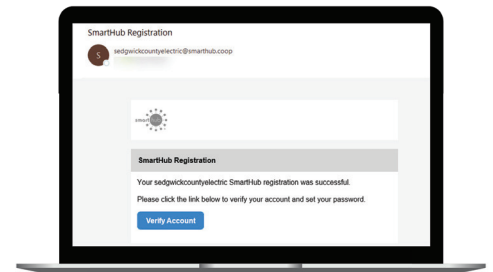 SmartHub Registration
S
sedgwickcountyelectric@smarthub.coop
smart
SmartHub Registration
Your sedgwickcountyelectric SmartHub registration was successful.
Please click the link below to verify your account and set your password.
Verify Account